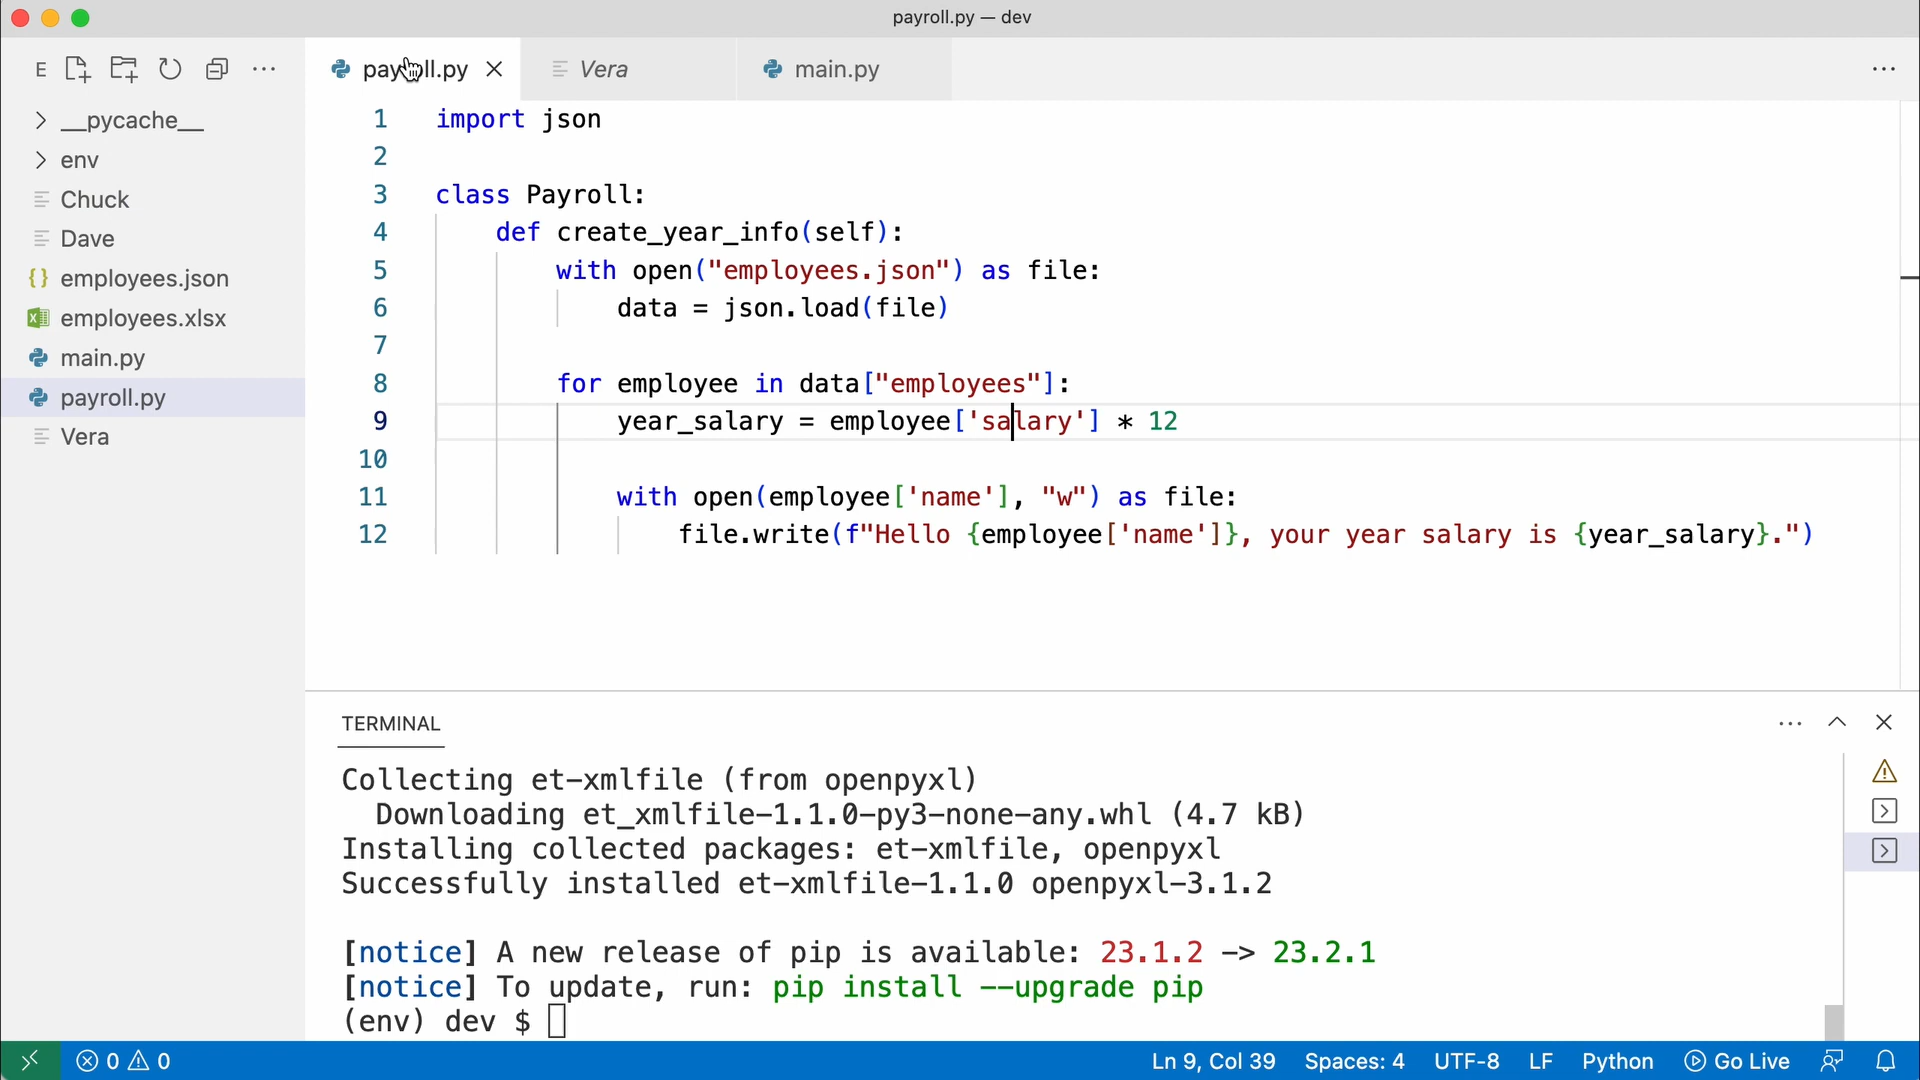 payroll.py — dev
E
payroll.py
Vera
main.py
__pycache__
env
Chuck
Dave
employees.json
employees.xlsx
main.py
payroll.py
Vera
1 import json
2
3 class Payroll:
4 def create_year_info(self):
5 with open("employees.json") as file:
6 data = json.load(file)
7
8 for employee in data["employees"]:
9 year_salary = employee['salary'] * 12
10
11 with open(employee['name'], "w") as file:
12 file.write(f"Hello {employee['name']}, your year salary is {year_salary}.")
TERMINAL
Collecting et-xmlfile (from openpyxl)
Downloading et_xmlfile-1.1.0-py3-none-any.whl (4.7 kB)
Installing collected packages: et-xmlfile, openpyxl
Successfully installed et-xmlfile-1.1.0 openpyxl-3.1.2
[notice] A new release of pip is available: 23.1.2 -> 23.2.1
[notice] To update, run: pip install --upgrade pip
(env) dev $
0 0 Ln 9, Col 39 Spaces: 4 UTF-8 LF Python Go Live